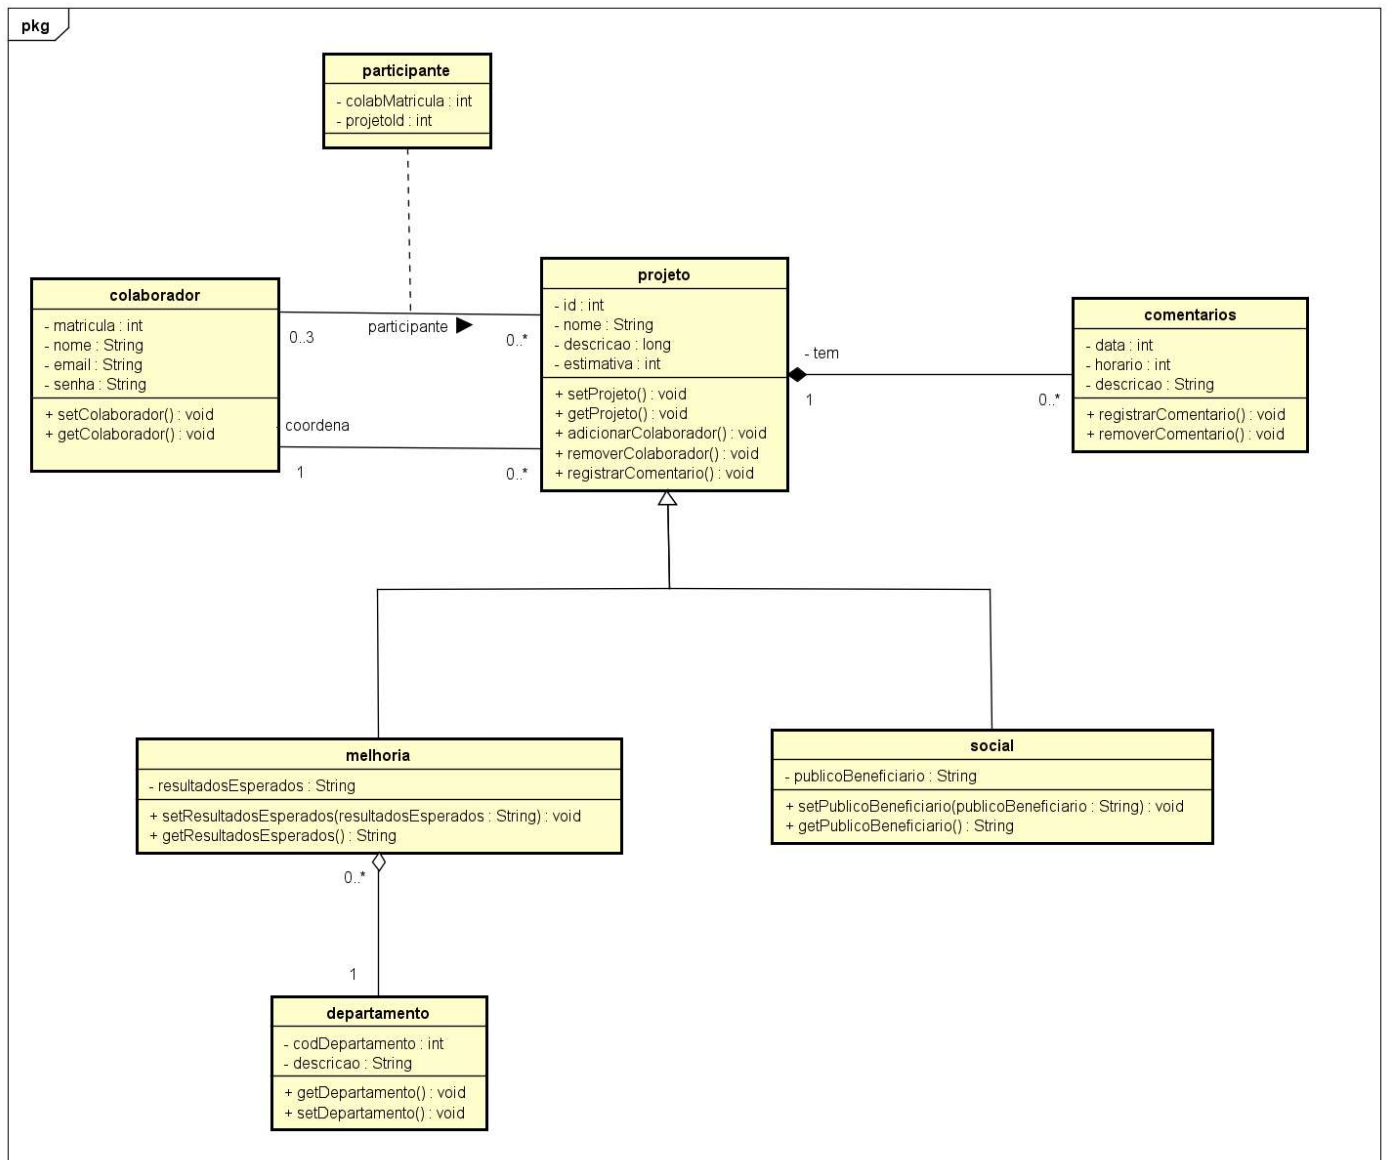 pkg
participante
- colabMatricula : int
- projetoId : int
colaborador
- matricula : int
- nome : String
- email : String
- senha : String
+ setColaborador() : void
+ getColaborador() : void
0..3
participante
0..*
- coordena
1
0..*
projeto
- id : int
- nome : String
- descricao : long
- estimativa : int
+ setProjeto() : void
+ getProjeto() : void
+ adicionarColaborador() : void
+ removerColaborador() : void
+ registrarComentario() : void
- tem
1
0..*
comentarios
- data : int
- horario : int
- descricao : String
+ registrarComentario() : void
+ removerComentario() : void
melhoria
- resultadosEsperados : String
+ setResultadosEsperados(resultadosEsperados : String) : void
+ getResultadosEsperados() : String
social
- publicoBeneficiario : String
+ setPublicoBeneficiario(publicoBeneficiario : String) : void
+ getPublicoBeneficiario() : String
0..*
1
departamento
- codDepartamento : int
- descricao : String
+ getDepartamento() : void
+ setDepartamento() : void